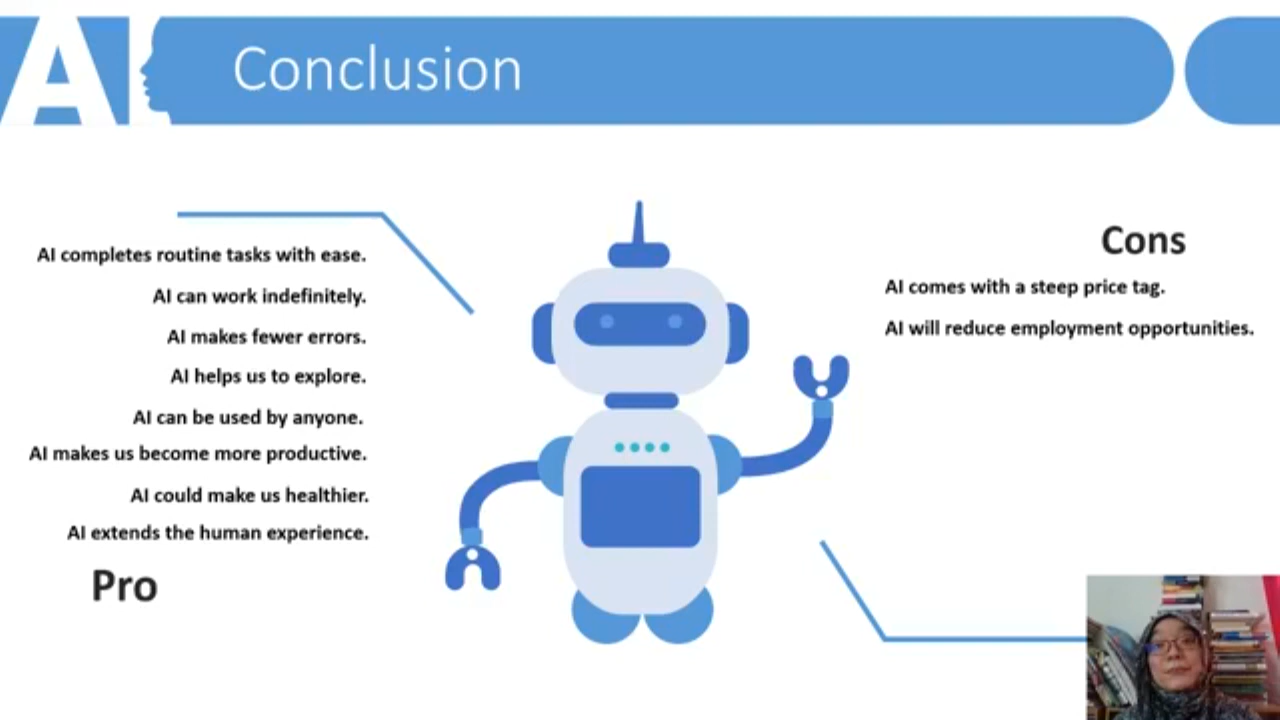 AI
Conclusion
AI completes routine tasks with ease.
AI can work indefinitely.
AI makes fewer errors.
AI helps us to explore.
AI can be used by anyone.
AI makes us become more productive.
AI could make us healthier.
AI extends the human experience.
Pro
Cons
AI comes with a steep price tag.
AI will reduce employment opportunities.